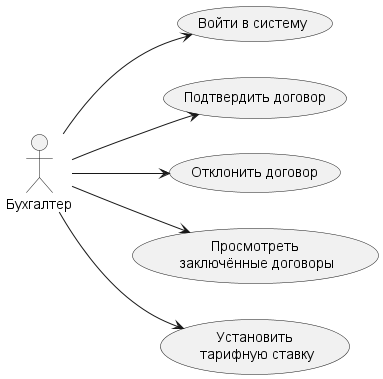 Войти в систему
Подтвердить договор
Отклонить договор
Бухгалтер
Просмотреть
заключённые договоры
Установить
тарифную ставку